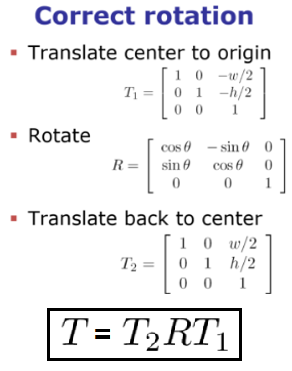 Correct rotation
▪ Translate center to origin
T₁ = [ 1 0 −w/2
0 1 −h/2
0 0 1 ]
▪ Rotate
R = [ cos θ − sin θ 0
sin θ cos θ 0
0 0 1 ]
▪ Translate back to center
T₂ = [ 1 0 w/2
0 1 h/2
0 0 1 ]
T = T₂RT₁